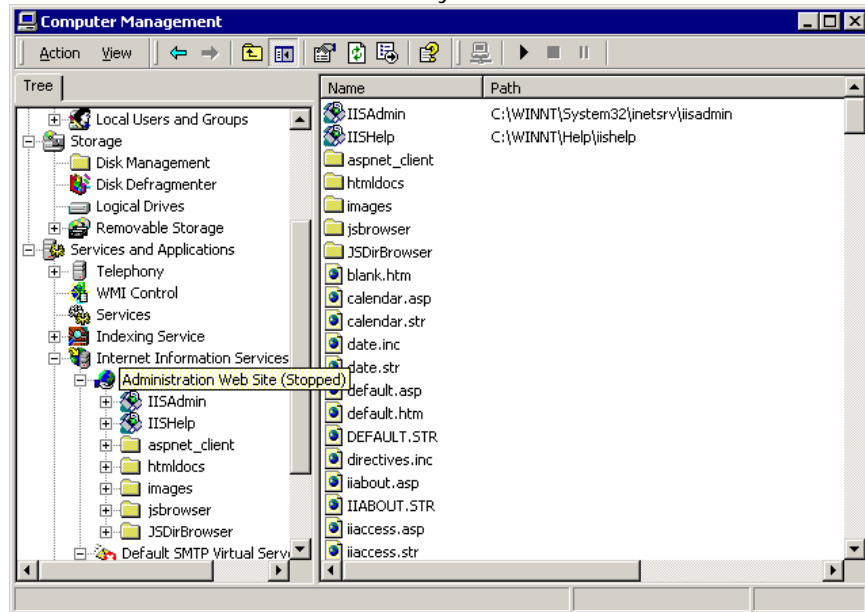 Computer Management
Action View
Tree
Local Users and Groups
Storage
Disk Management
Disk Defragmenter
Logical Drives
Removable Storage
Services and Applications
Telephony
WMI Control
Services
Indexing Service
Internet Information Services
Administration Web Site (Stopped)
IISAdmin
IISHelp
aspnet_client
htmldocs
images
jsbrowser
JSDirBrowser
Default SMTP Virtual Serv
Name Path
IISAdmin C:\WINNT\System32\inetsrv\iisadmin
IISHelp C:\WINNT\Help\iishelp
aspnet_client
htmldocs
images
jsbrowser
JSDirBrowser
blank.htm
calendar.asp
calendar.str
date.inc
date.str
default.asp
default.htm
DEFAULT.STR
directives.inc
iiabout.asp
IIABOUT.STR
iiaccess.asp
iiaccess.str